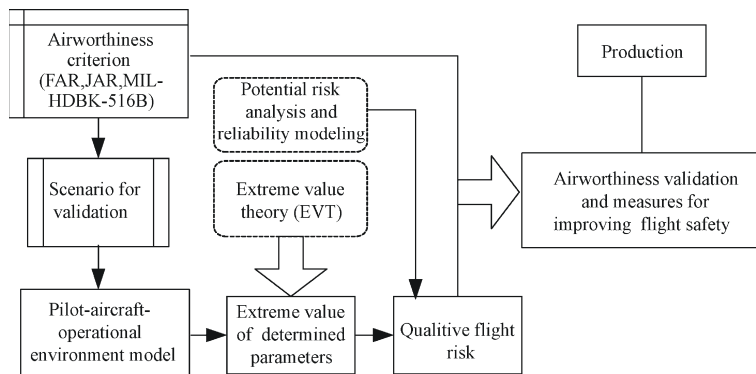 Airworthiness
criterion
(FAR,JAR,MIL-
HDBK-516B)
Production
Potential risk
analysis and
reliability modeling
Scenario for
validation
Extreme value
theory (EVT)
Airworthiness validation
and measures for
improving flight safety
Pilot-aircraft-
operational
environment model
Extreme value
of determined
parameters
Qualitive flight
risk